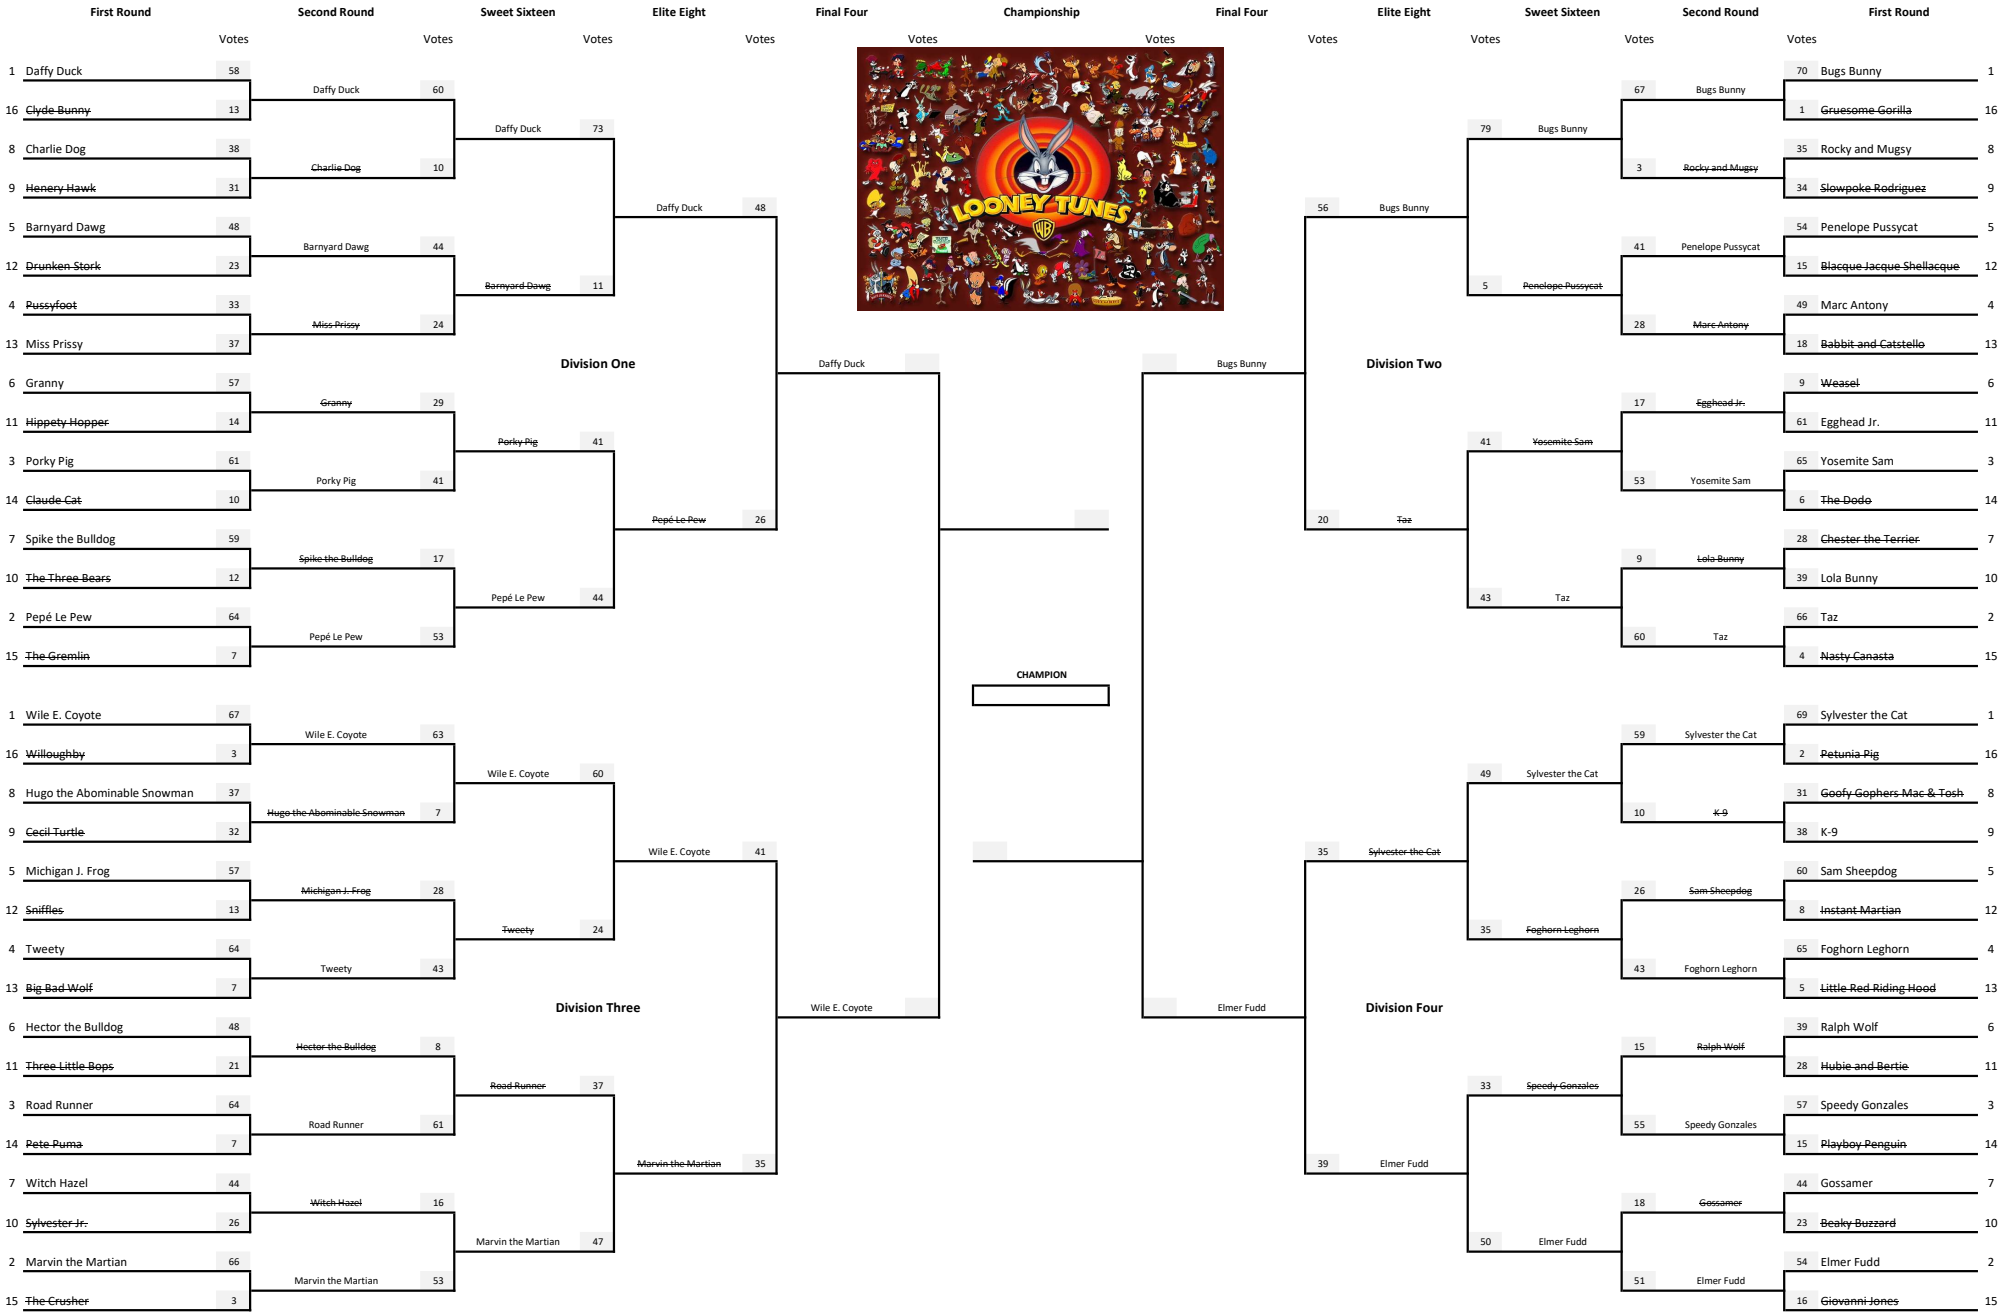 First Round Second Round Sweet Sixteen Elite Eight Final Four Championship Final Four Elite Eight Sweet Sixteen Second Round First Round
Votes Votes Votes Votes Votes Votes Votes Votes Votes Votes
1 Daffy Duck 58 70 Bugs Bunny 1
Daffy Duck 60 67 Bugs Bunny
16 Clyde Bunny 13 1 Gruesome Gorilla 16
Daffy Duck 73 79 Bugs Bunny
8 Charlie Dog 38 35 Rocky and Mugsy 8
Charlie Dog 10 3 Rocky and Mugsy
9 Henery Hawk 31 34 Slowpoke Rodriguez 9
LOONEY TUNES
WB
Daffy Duck 48 56 Bugs Bunny
5 Barnyard Dawg 48 54 Penelope Pussycat 5
Barnyard Dawg 44 41 Penelope Pussycat
12 Drunken Stork 23 15 Blacque Jacque Shellacque 12
Barnyard Dawg 11 5 Penelope Pussycat
4 Pussyfoot 33 49 Marc Antony 4
Miss Prissy 24 28 Marc Antony
13 Miss Prissy 37 18 Babbit and Catstello 13
Division One Daffy Duck Bugs Bunny Division Two
6 Granny 57 9 Weasel 6
Granny 29 17 Egghead Jr.
11 Hippety Hopper 14 61 Egghead Jr. 11
Porky Pig 41 41 Yosemite Sam
3 Porky Pig 61 65 Yosemite Sam 3
Porky Pig 41 53 Yosemite Sam
14 Claude Cat 10 6 The Dodo 14
Pepé Le Pew 26 20 Taz
7 Spike the Bulldog 59 28 Chester the Terrier 7
Spike the Bulldog 17 9 Lola Bunny
10 The Three Bears 12 39 Lola Bunny 10
Pepé Le Pew 44 43 Taz
2 Pepé Le Pew 64 66 Taz 2
Pepé Le Pew 53 60 Taz
15 The Gremlin 7 4 Nasty Canasta 15
CHAMPION
1 Wile E. Coyote 67 69 Sylvester the Cat 1
Wile E. Coyote 63 59 Sylvester the Cat
16 Willoughby 3 2 Petunia Pig 16
Wile E. Coyote 60 49 Sylvester the Cat
8 Hugo the Abominable Snowman 37 31 Goofy Gophers Mac & Tosh 8
Hugo the Abominable Snowman 7 10 K-9
9 Cecil Turtle 32 38 K-9 9
Wile E. Coyote 41 35 Sylvester the Cat
5 Michigan J. Frog 57 60 Sam Sheepdog 5
Michigan J. Frog 28 26 Sam Sheepdog
12 Sniffles 13 8 Instant Martian 12
Tweety 24 35 Foghorn Leghorn
4 Tweety 64 65 Foghorn Leghorn 4
Tweety 43 43 Foghorn Leghorn
13 Big Bad Wolf 7 5 Little Red Riding Hood 13
Division Three Wile E. Coyote Elmer Fudd Division Four
6 Hector the Bulldog 48 39 Ralph Wolf 6
Hector the Bulldog 8 15 Ralph Wolf
11 Three Little Bops 21 28 Hubie and Bertie 11
Road Runner 37 33 Speedy Gonzales
3 Road Runner 64 57 Speedy Gonzales 3
Road Runner 61 55 Speedy Gonzales
14 Pete Puma 7 15 Playboy Penguin 14
Marvin the Martian 35 39 Elmer Fudd
7 Witch Hazel 44 44 Gossamer 7
Witch Hazel 16 18 Gossamer
10 Sylvester Jr. 26 23 Beaky Buzzard 10
Marvin the Martian 47 50 Elmer Fudd
2 Marvin the Martian 66 54 Elmer Fudd 2
Marvin the Martian 53 51 Elmer Fudd
15 The Crusher 3 16 Giovanni Jones 15